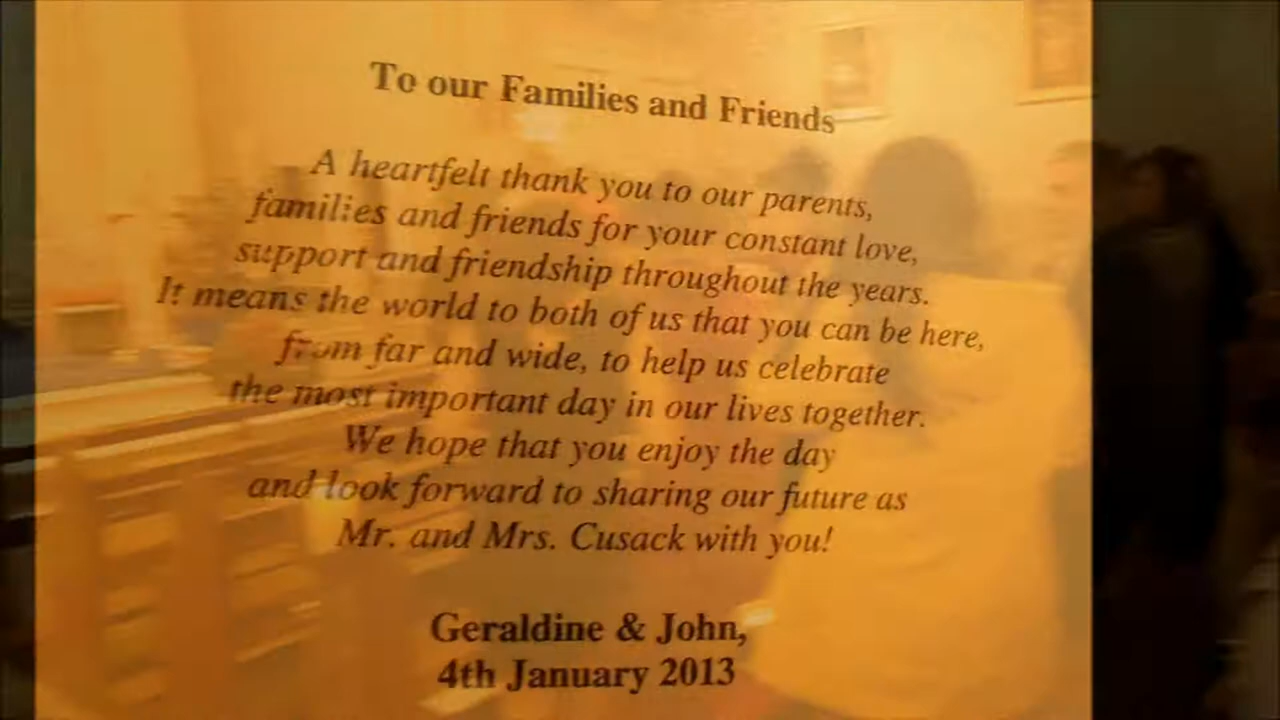 To our Families and Friends
A heartfelt thank you to our parents,
families and friends for your constant love,
support and friendship throughout the years.
It means the world to both of us that you can be here,
from far and wide, to help us celebrate
the most important day in our lives together.
We hope that you enjoy the day
and look forward to sharing our future as
Mr. and Mrs. Cusack with you!
Geraldine & John,
4th January 2013